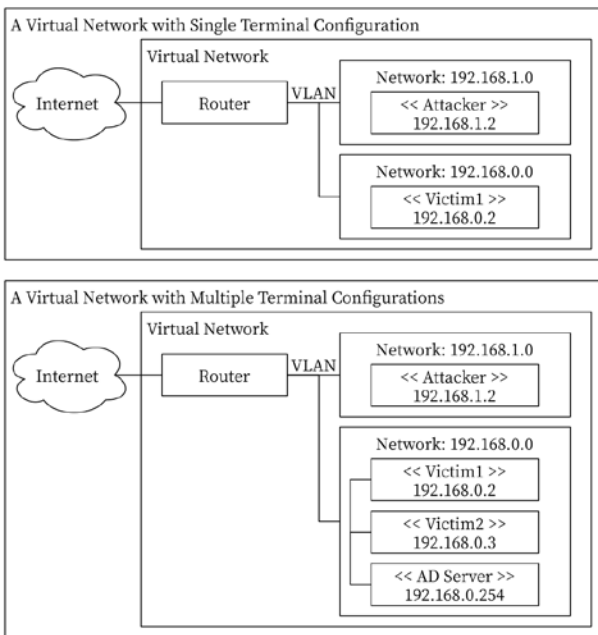 A Virtual Network with Single Terminal Configuration
Virtual Network
Internet
Router
VLAN
Network: 192.168.1.0
<< Attacker >>
192.168.1.2
Network: 192.168.0.0
<< Victim1 >>
192.168.0.2
A Virtual Network with Multiple Terminal Configurations
Virtual Network
Internet
Router
VLAN
Network: 192.168.1.0
<< Attacker >>
192.168.1.2
Network: 192.168.0.0
<< Victim1 >>
192.168.0.2
<< Victim2 >>
192.168.0.3
<< AD Server >>
192.168.0.254